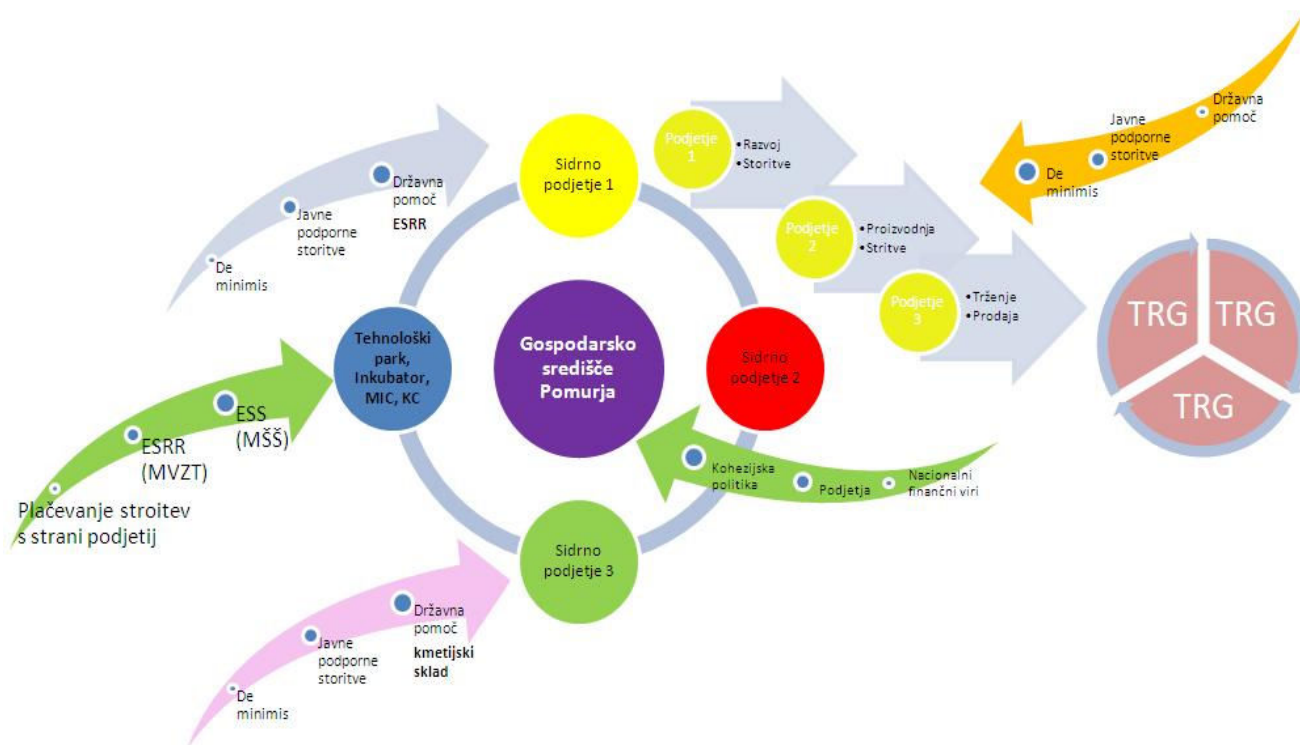 De
minimis
Javne
podporne
storitve
Državna
pomoč
ESRR
Sidrno
podjetje 1
Podjetje
1
•Razvoj
•Storitve
Podjetje
2
•Proizvodnja
•Stritve
Podjetje
3
•Trženje
•Prodaja
Državna
pomoč
Javne
podporne
storitve
De
minimis
TRG
TRG
TRG
Tehnološki
park,
Inkubator,
MIC, KC
Gospodarsko
središče
Pomurja
Sidrno
podjetje 2
ESS
(MŠŠ)
ESRR
(MVZT)
Plačevanje stroitev
s strani podjetij
Kohezijska
politika
Podjetja
Nacionalni
finančni viri
Sidrno
podjetje 3
Državna
pomoč
kmetijski
sklad
Javne
podporne
storitve
De
minimis